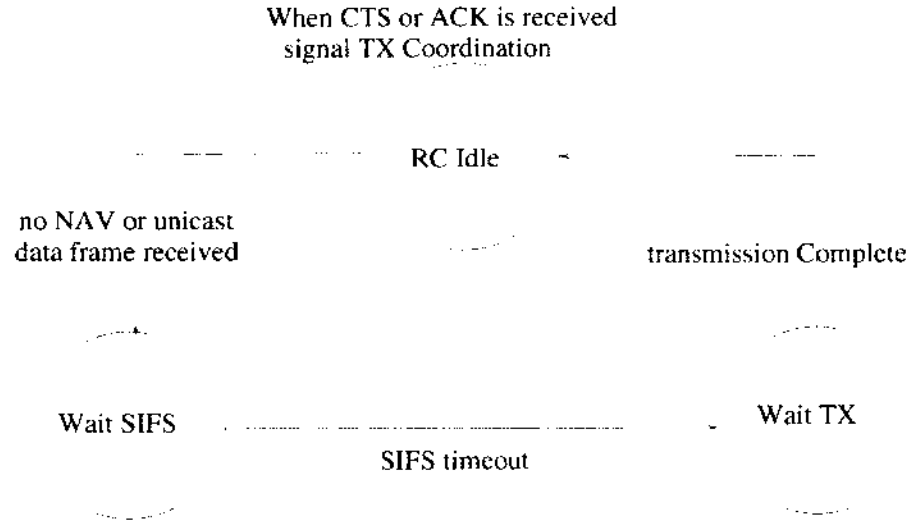 When CTS or ACK is received
signal TX Coordination
RC Idle
no NAV or unicast
data frame received
transmission Complete
Wait SIFS
Wait TX
SIFS timeout